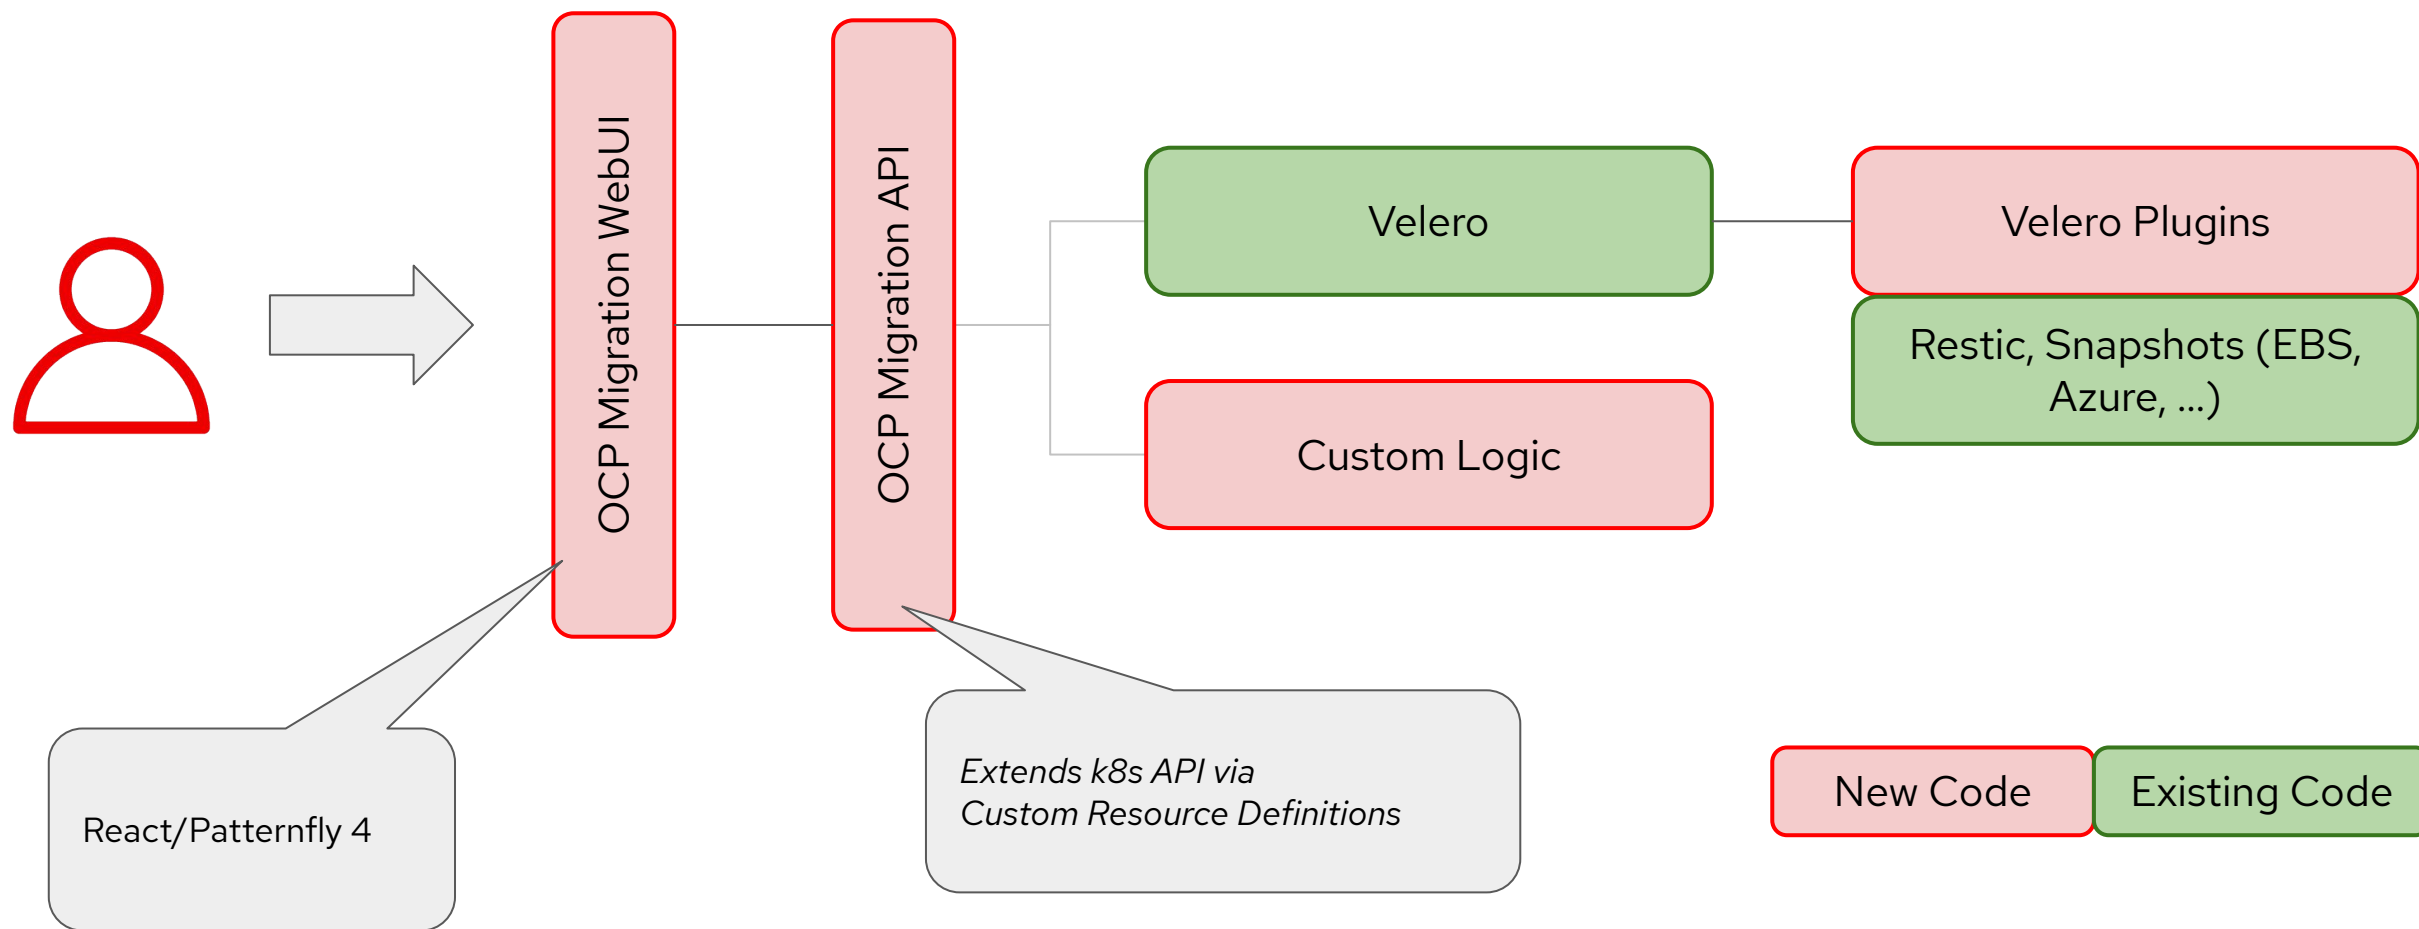 OCP Migration WebUI
OCP Migration API
Velero
Velero Plugins
Restic, Snapshots (EBS,
Azure, ...)
Custom Logic
React/Patternfly 4
Extends k8s API via
Custom Resource Definitions
New Code
Existing Code